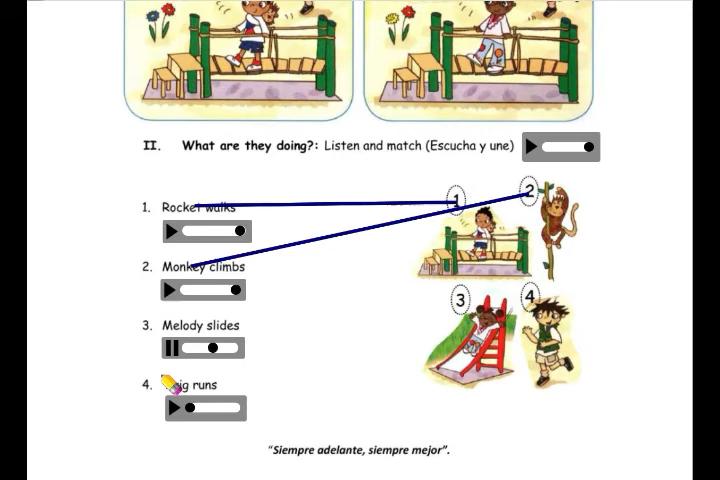 II. What are they doing?: Listen and match (Escucha y une)
1. Rocket walks
1
2
2. Monkey climbs
3
4
3. Melody slides
4. runs
"Siempre adelante, siempre mejor".